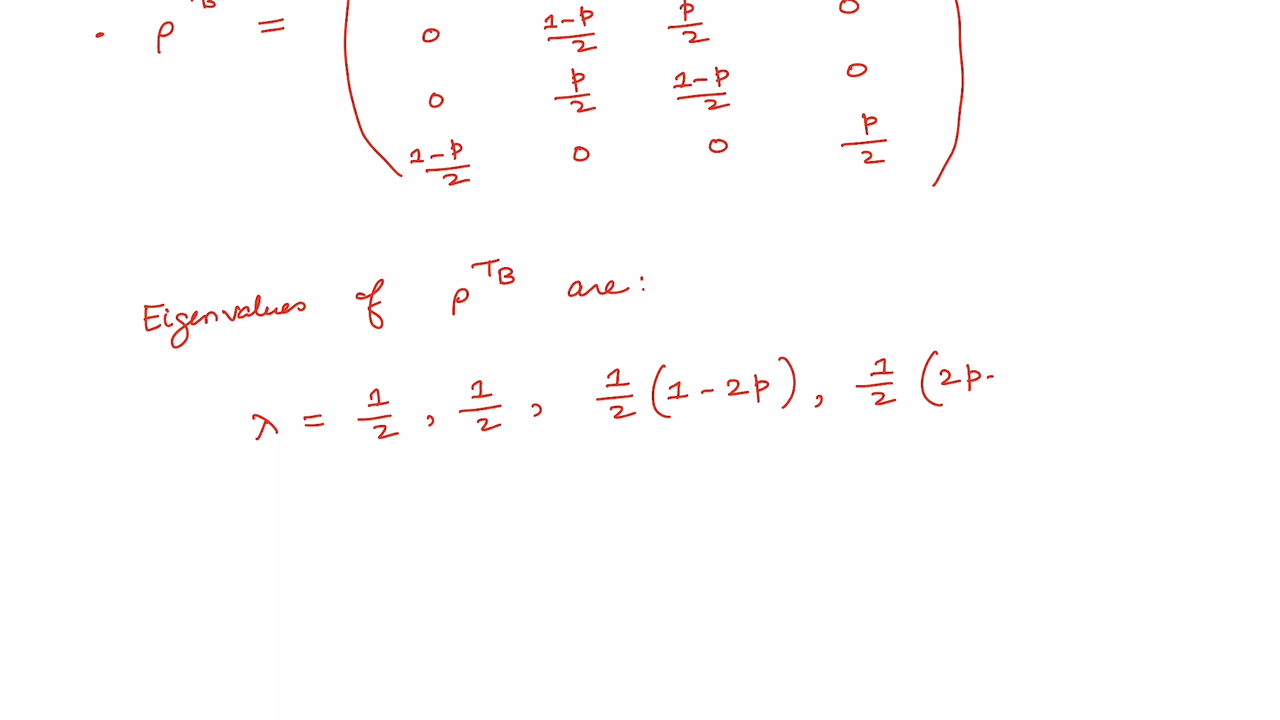 · ρ^{T_B} = ( 0 (1-p)/2 p/2 0
0 p/2 (1-p)/2 0
(1-p)/2 0 0 p/2 )
Eigenvalues of ρ^{T_B} are:
λ = 1/2, 1/2, 1/2 (1 - 2p), 1/2 (2p-